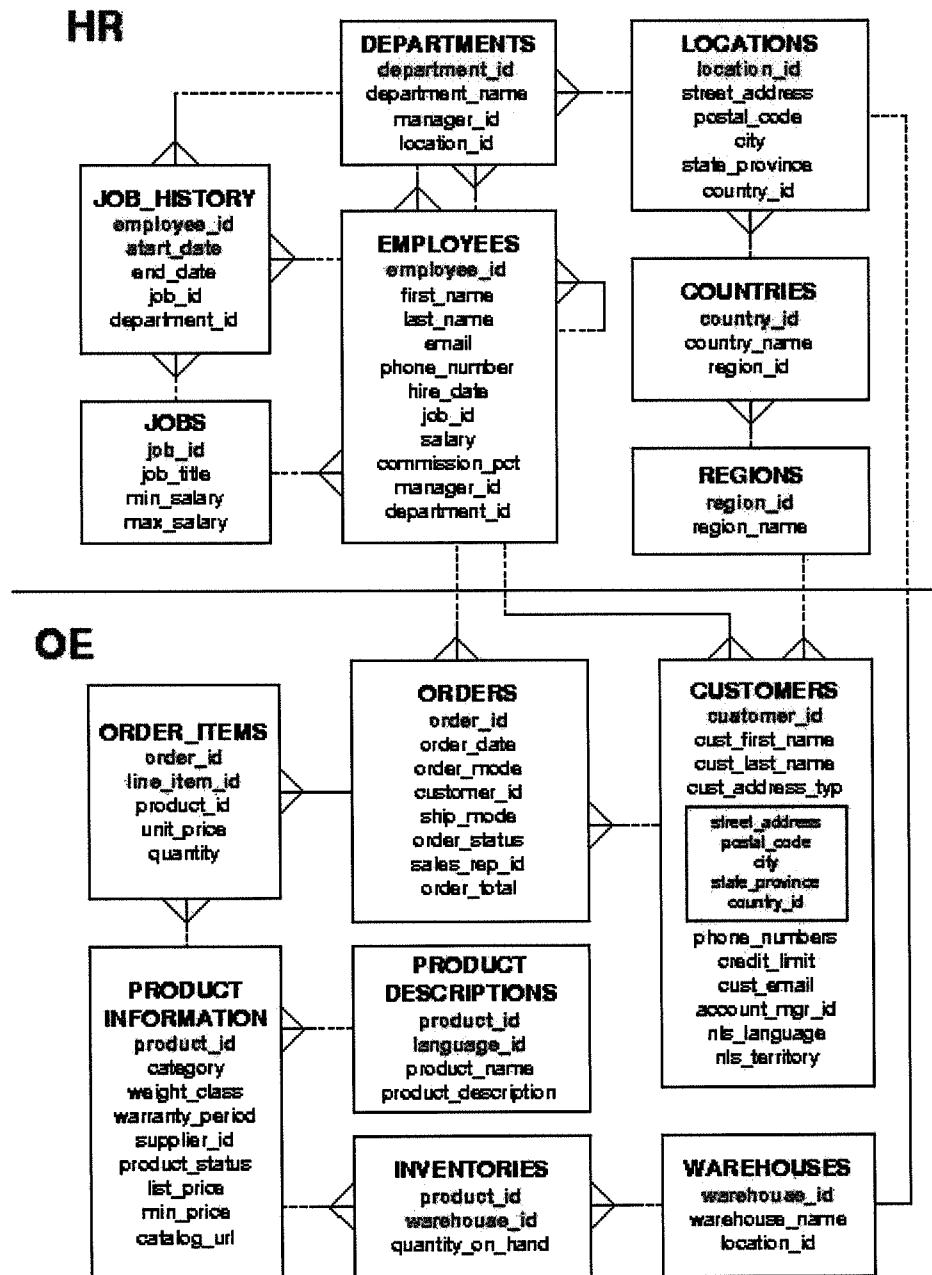 HR
DEPARTMENTS
department_id
department_name
manager_id
location_id
LOCATIONS
location_id
street_address
postal_code
city
state_province
country_id
JOB_HISTORY
employee_id
atart_date
end_date
job_id
department_id
EMPLOYEES
employee_id
first_name
last_name
email
phone_number
hire_date
job_id
salary
commission_pct
manager_id
department_id
COUNTRIES
country_id
country_name
region_id
JOBS
job_id
job_title
min_salary
max_salary
REGIONS
region_id
region_name
OE
ORDER_ITEMS
order_id
line_item_id
product_id
unit_price
quantity
ORDERS
order_id
order_date
order_mode
customer_id
ship_mode
order_status
sales_rep_id
order_total
CUSTOMERS
cuatomer_id
cust_first_name
cust_last_name
cust_address_typ
street_address
postal_code
city
state_province
country_id
phone_numbers
credit_limit
cust_email
account_mgr_id
nls_language
nls_territory
PRODUCT
INFORMATION
product_id
category
weight_class
warranty_period
supplier_id
product_status
list_price
min_price
catalog_url
PRODUCT
DESCRIPTIONS
product_id
language_id
product_name
product_description
INVENTORIES
product_id
warehouae_id
quantity_on_hand
WAREHOUSES
warehouae_id
warehouse_name
location_id